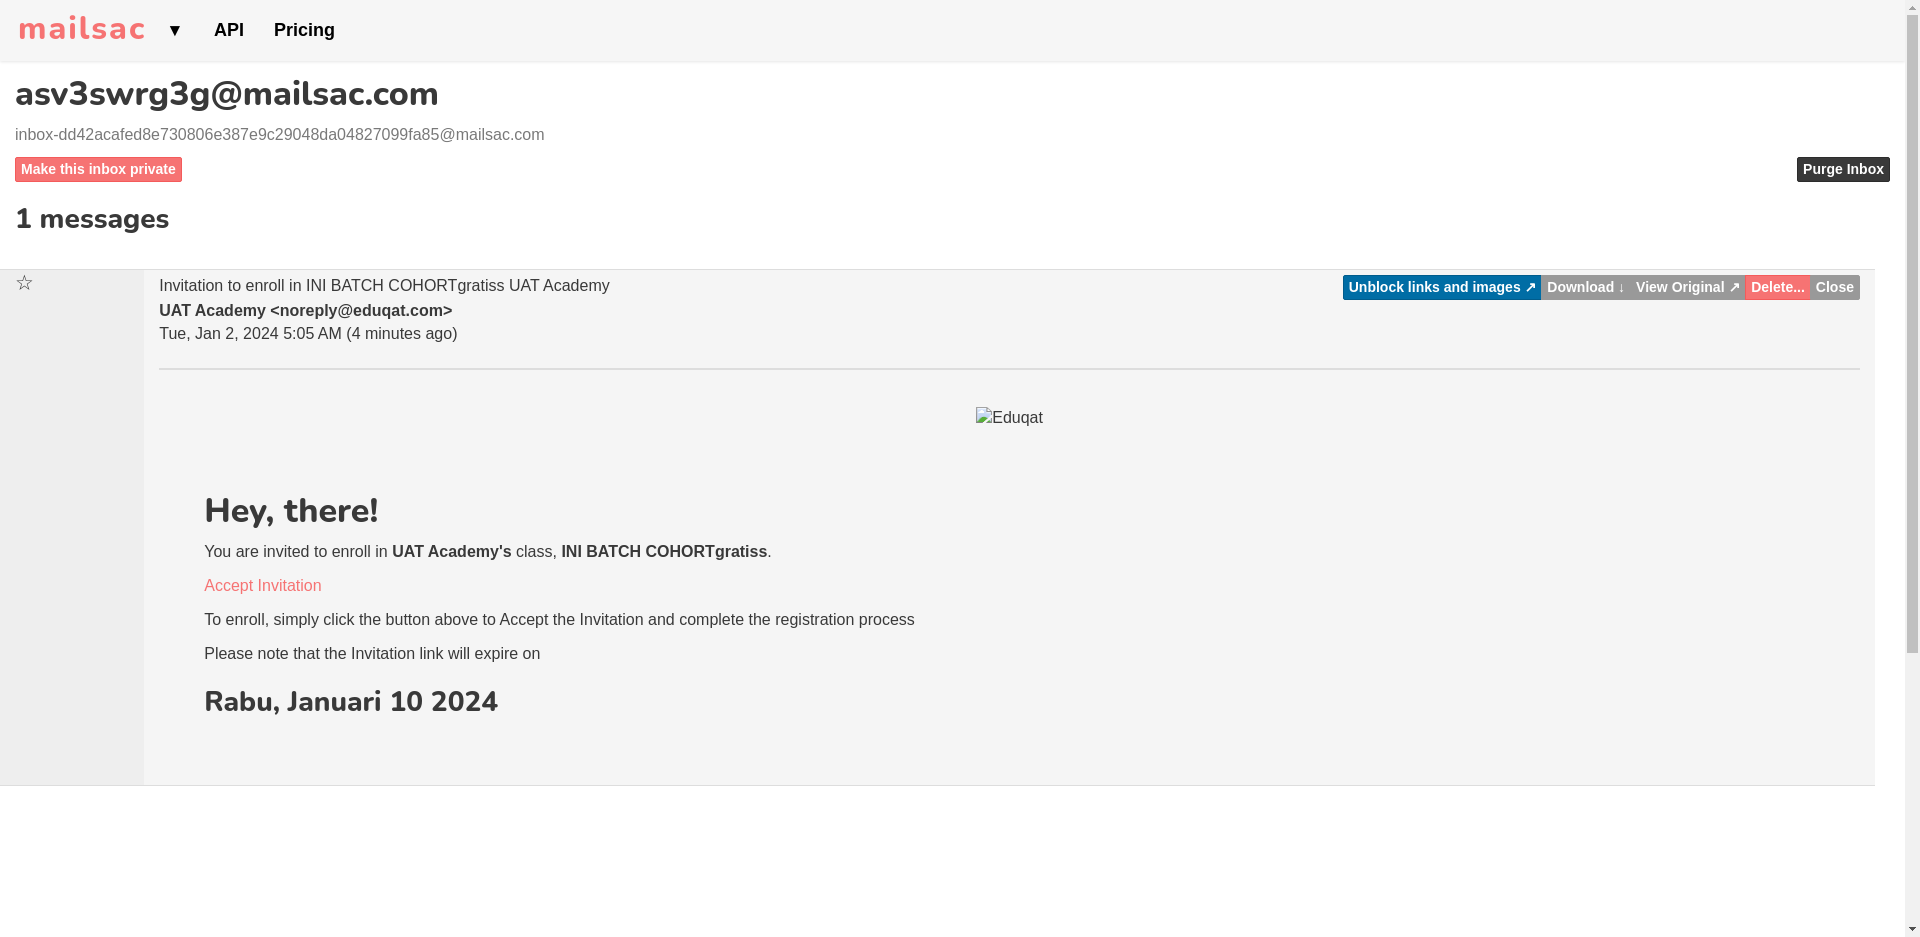 mailsac ▼ API Pricing
asv3swrg3g@mailsac.com
inbox-dd42acafed8e730806e387e9c29048da04827099fa85@mailsac.com
Make this inbox private
Purge Inbox
1 messages
☆
Invitation to enroll in INI BATCH COHORTgratiss UAT Academy
Unblock links and images ↗ Download ↓ View Original ↗ Delete... Close
UAT Academy <noreply@eduqat.com>
Tue, Jan 2, 2024 5:05 AM (4 minutes ago)
Eduqat
Hey, there!
You are invited to enroll in UAT Academy's class, INI BATCH COHORTgratiss.
Accept Invitation
To enroll, simply click the button above to Accept the Invitation and complete the registration process
Please note that the Invitation link will expire on
Rabu, Januari 10 2024